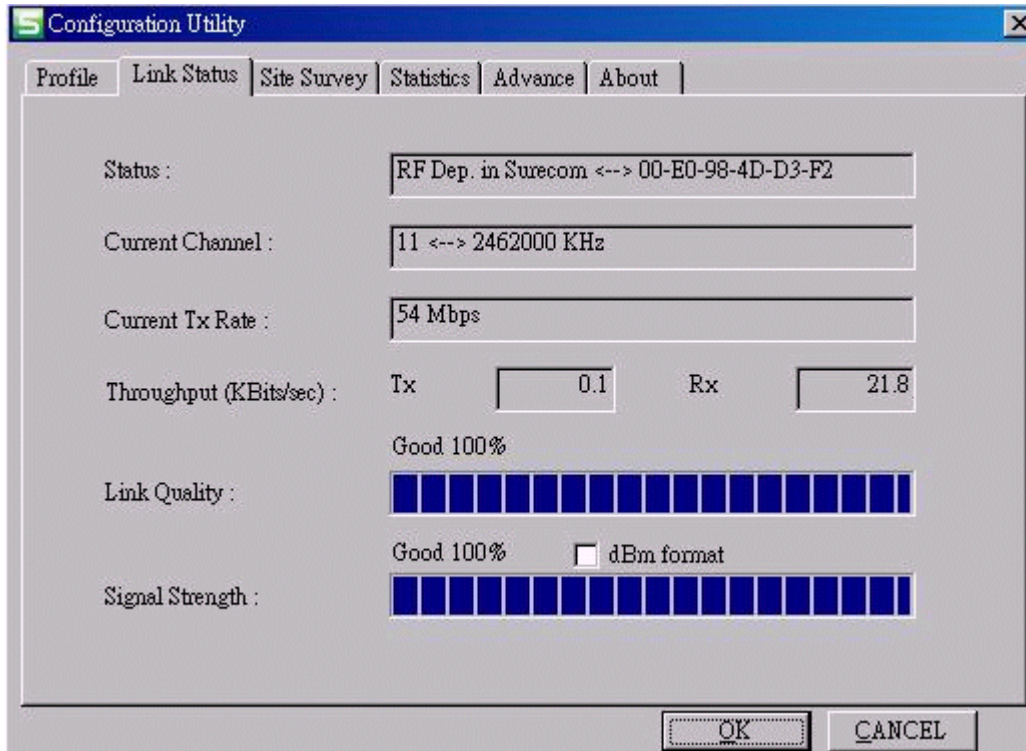 Configuration Utility
Profile Link Status Site Survey Statistics Advance About
Status : RF Dep. in Surecom <--> 00-E0-98-4D-D3-F2
Current Channel : 11 <--> 2462000 KHz
Current Tx Rate : 54 Mbps
Throughput (KBits/sec) : Tx 0.1 Rx 21.8
Good 100%
Link Quality :
Good 100% dBm format
Signal Strength :
OK CANCEL